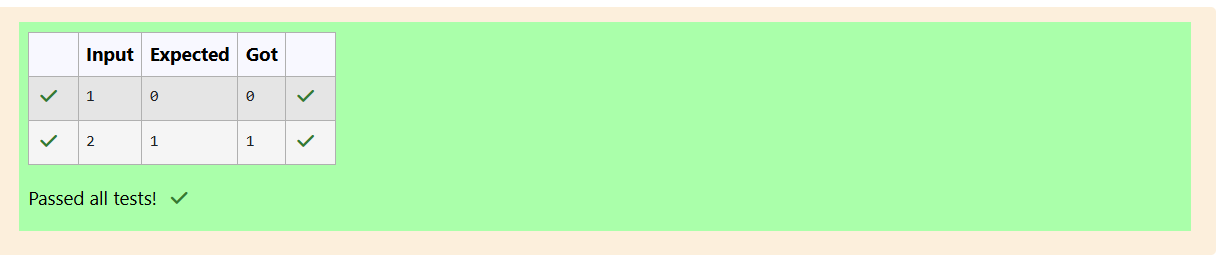 Input Expected Got
1 0 0
2 1 1
Passed all tests!